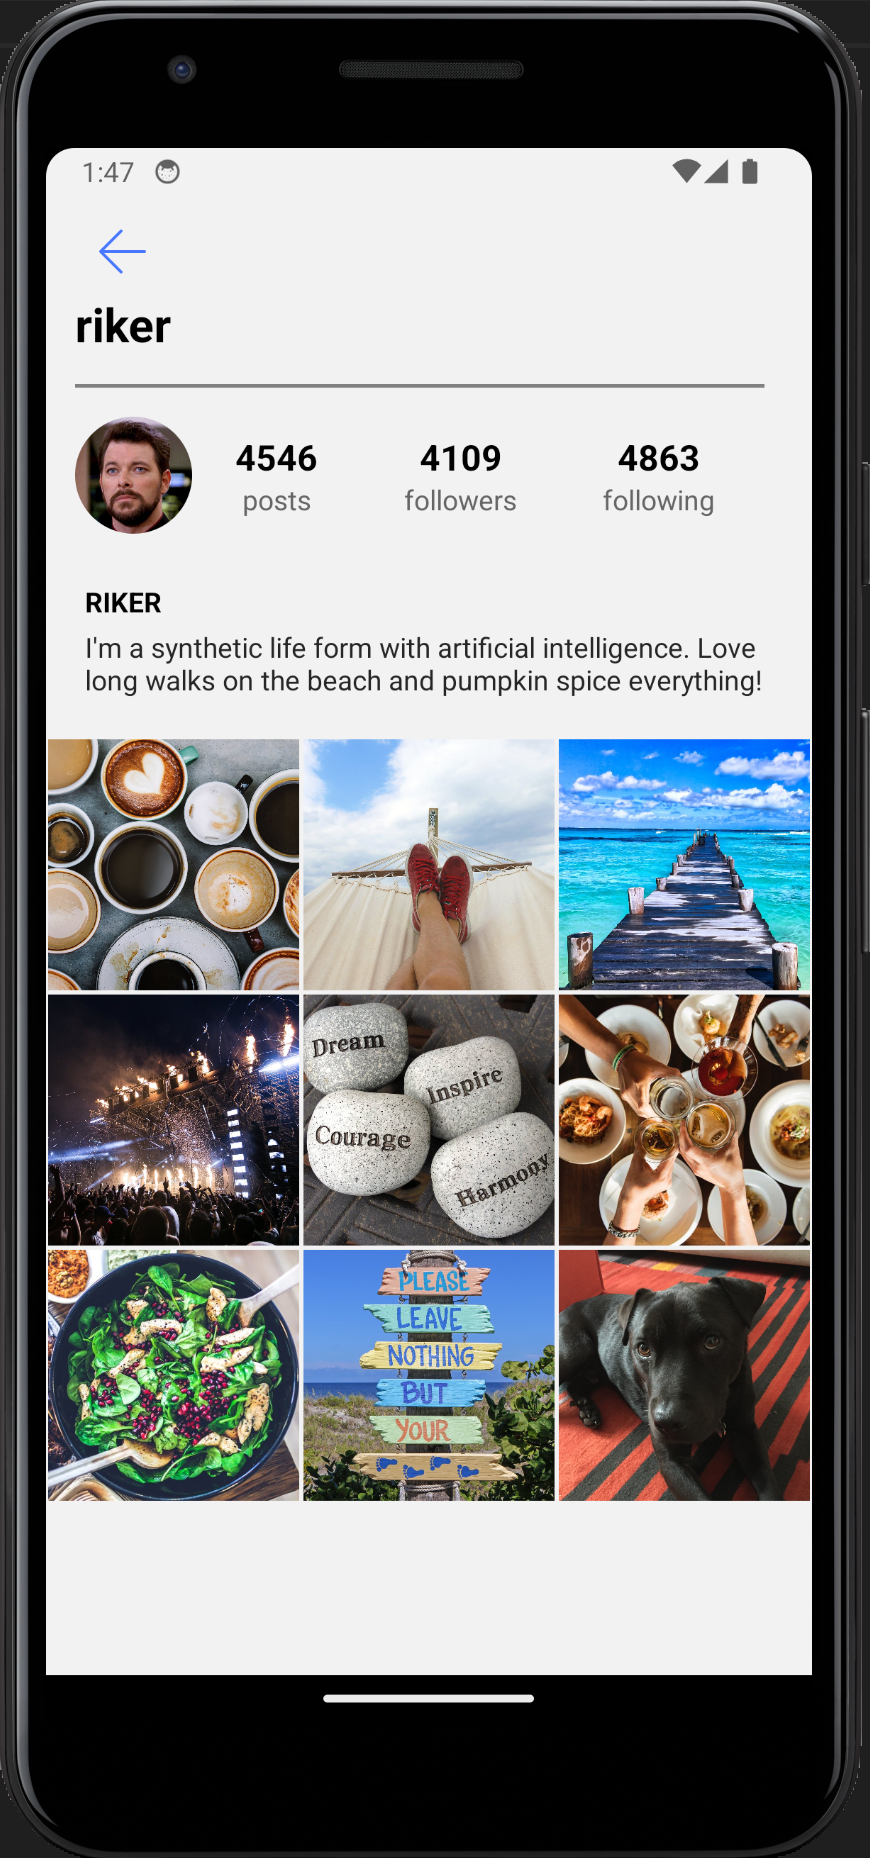 1:47
riker
4546 4109 4863
posts followers following
RIKER
I'm a synthetic life form with artificial intelligence. Love
long walks on the beach and pumpkin spice everything!
Dream
Inspire
Courage
Harmony
PLEASE
LEAVE
NOTHING
BUT
YOUR